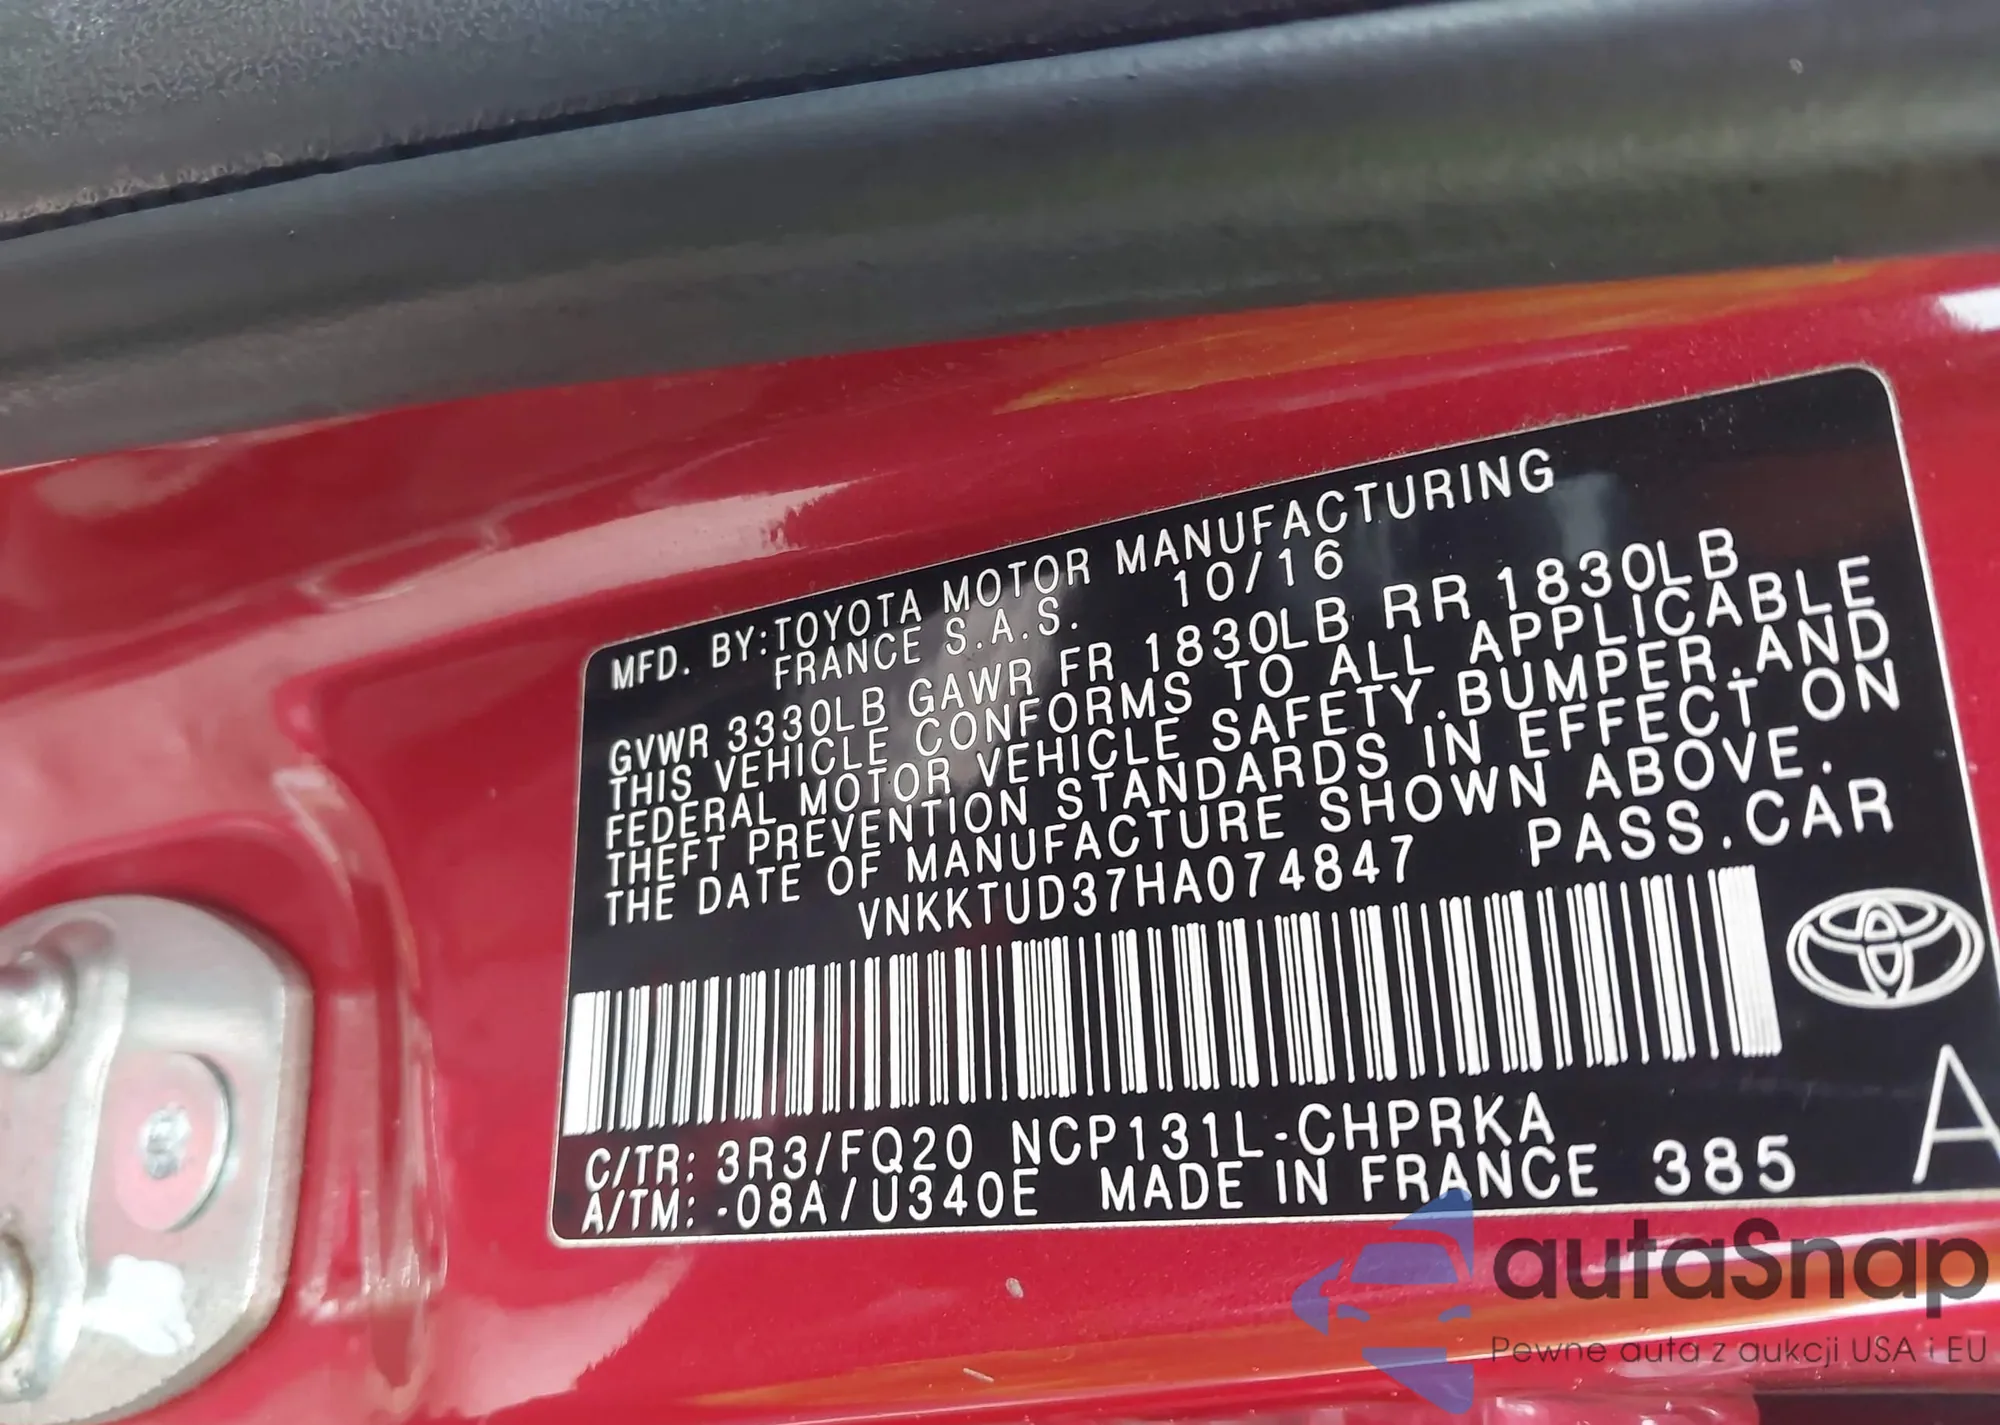 MFD. BY:TOYOTA MOTOR MANUFACTURING
FRANCE S.A.S. 10/16
GVWR 3330LB GAWR FR 1830LB RR 1830LB
THIS VEHICLE CONFORMS TO ALL APPLICABLE
FEDERAL MOTOR VEHICLE SAFETY.BUMPER.AND
THEFT PREVENTION STANDARDS IN EFFECT ON
THE DATE OF MANUFACTURE SHOWN ABOVE.
VNKKTUD37HA074847 PASS.CAR
C/TR: 3R3/FQ20 NCP131L-CHPRKA
A/TM: -08A/U340E MADE IN FRANCE 385
A
autaSnap
Pewne auta z aukcji USA i EU